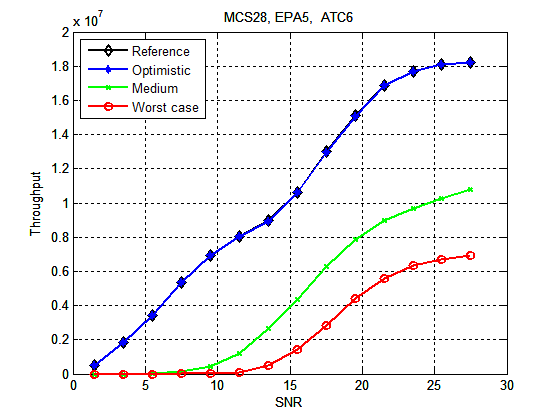 MCS28, EPA5, ATC6
x 10^7
Reference
Optimistic
Medium
Worst case
2
1.8
1.6
1.4
1.2
1
0.8
0.6
0.4
0.2
0
Throughput
0 5 10 15 20 25 30
SNR